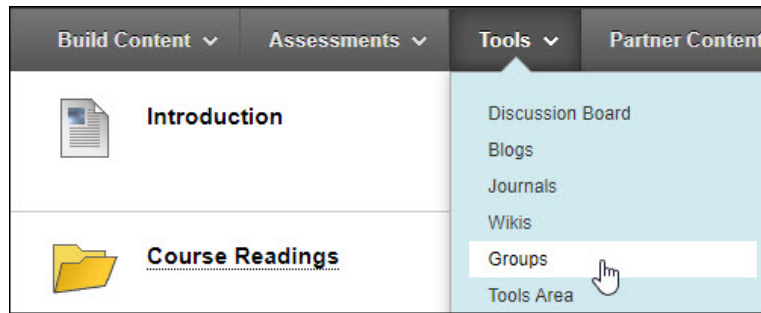 Build Content Assessments Tools Partner Content
Introduction
Discussion Board
Blogs
Journals
Wikis
Course Readings
Groups
Tools Area